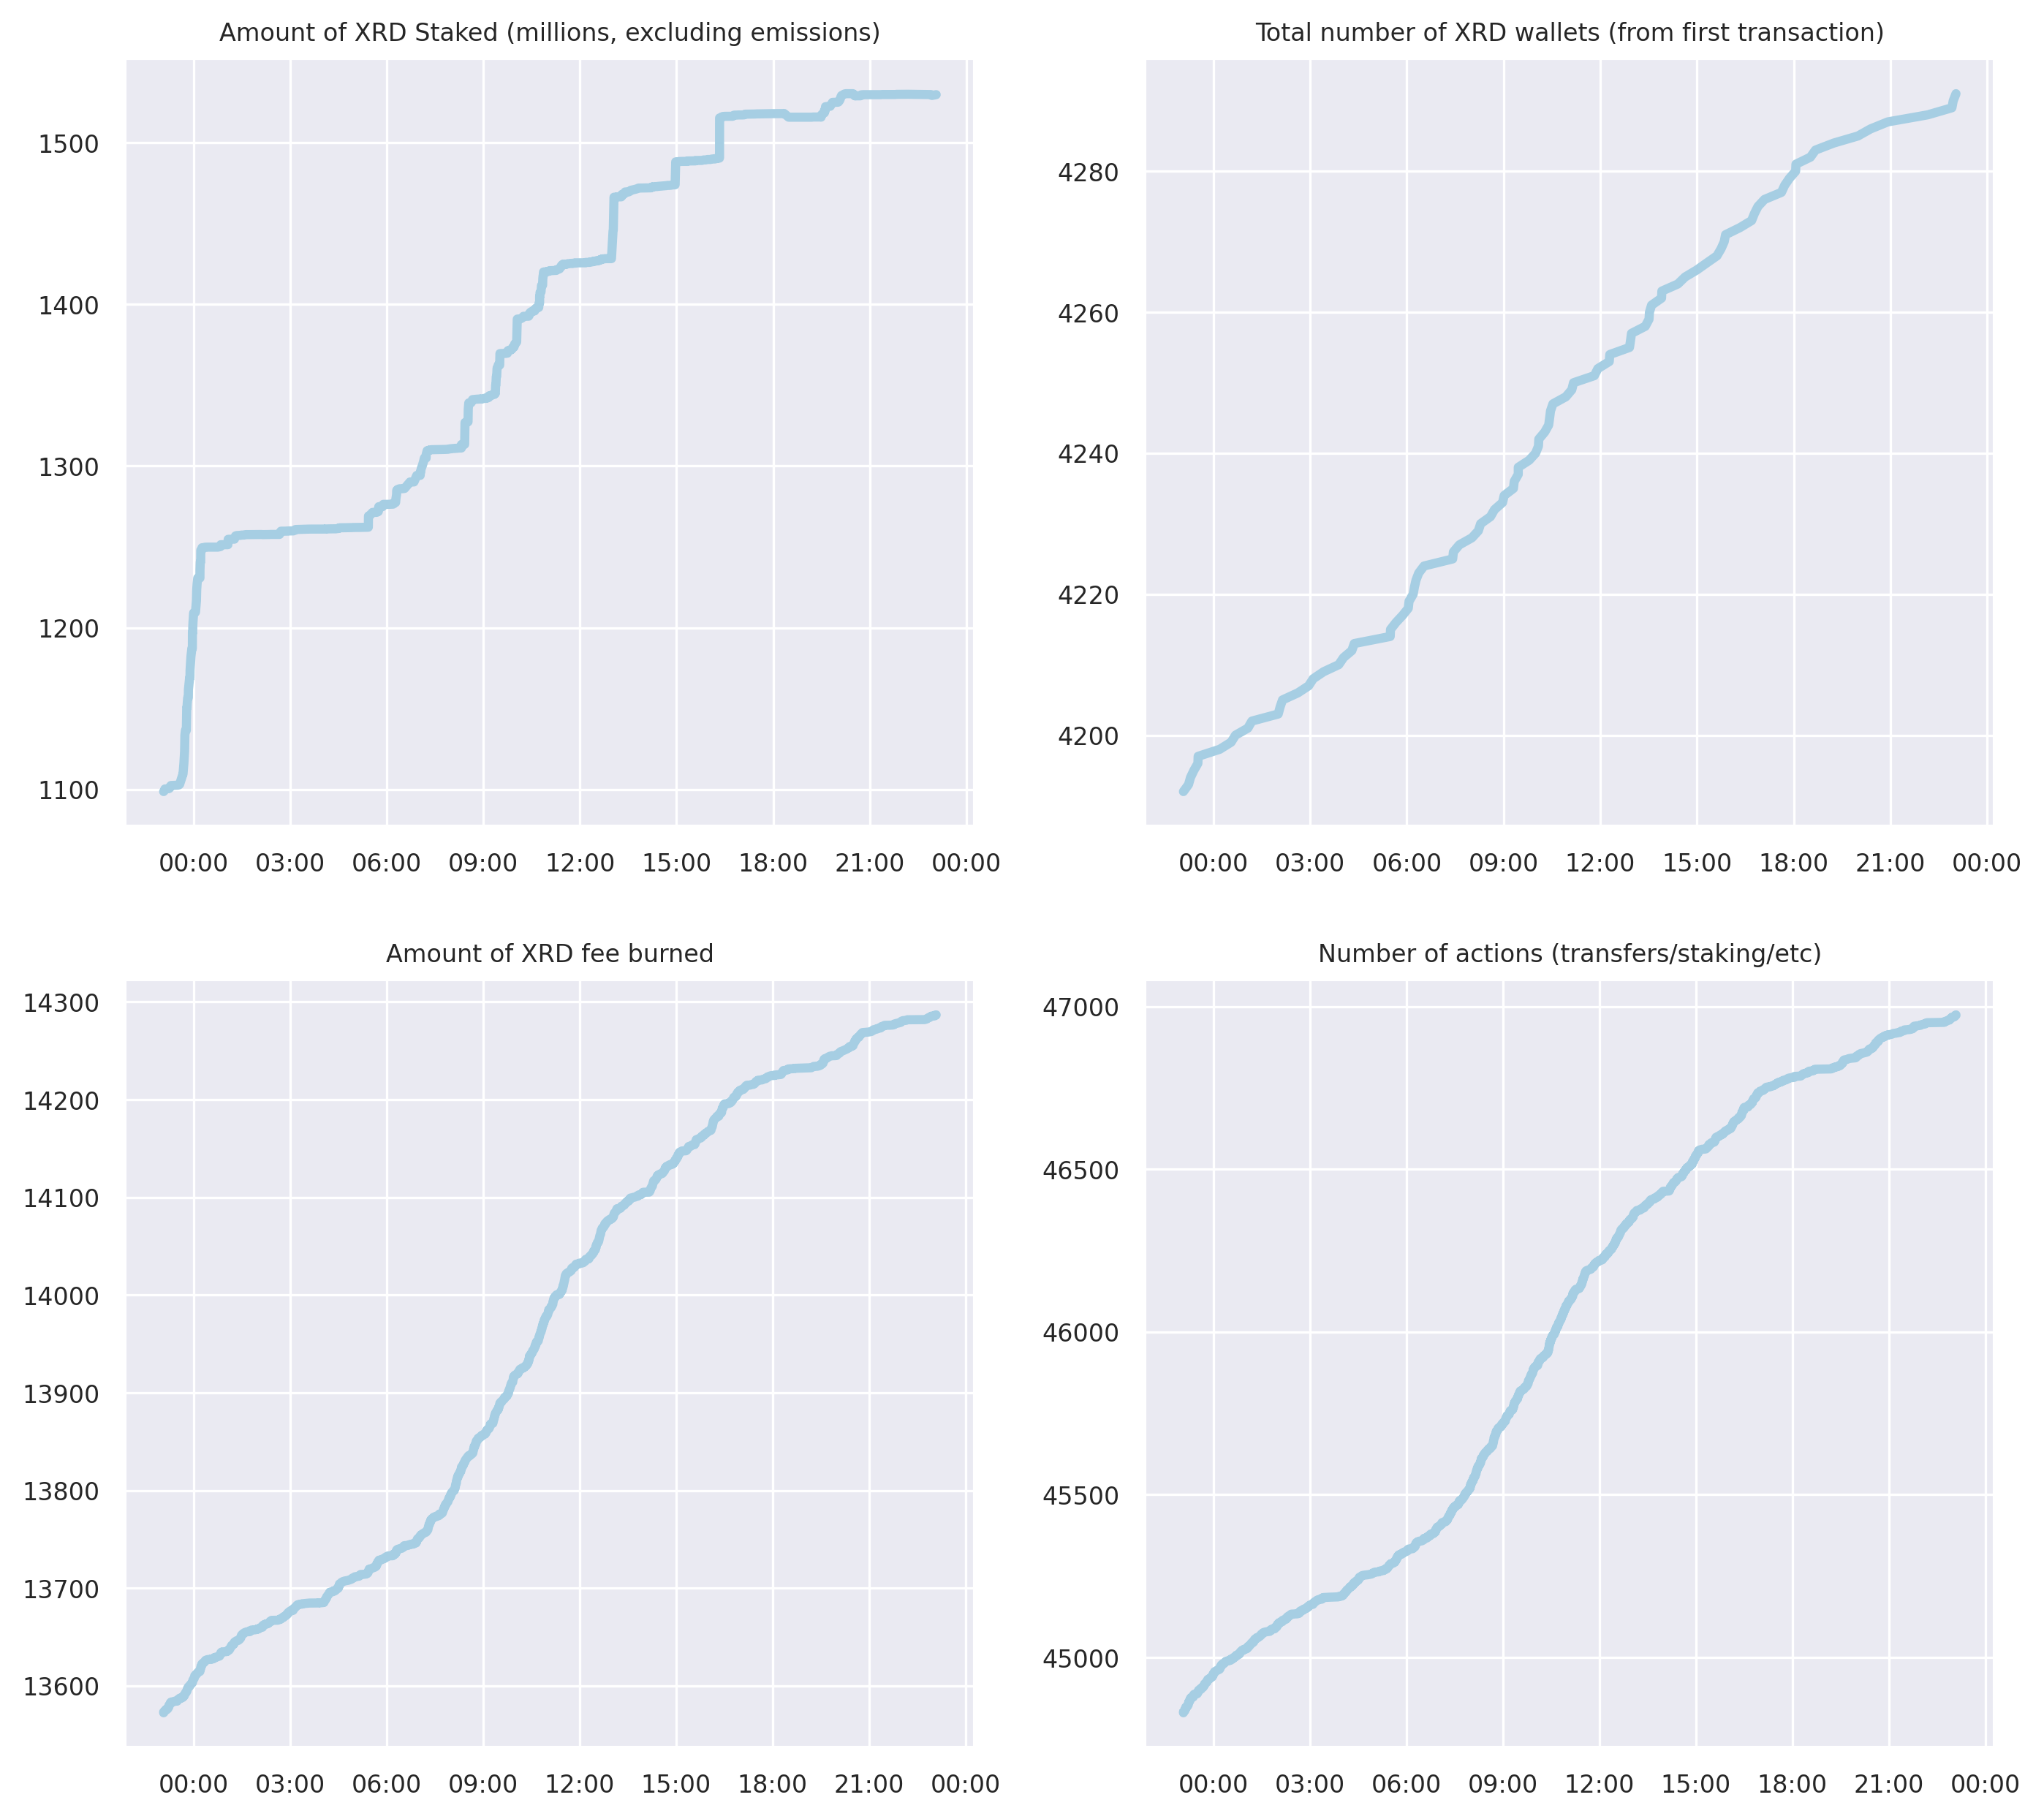 Amount of XRD Staked (millions, excluding emissions)
1500
1400
1300
1200
1100
00:00 03:00 06:00 09:00 12:00 15:00 18:00 21:00 00:00
Total number of XRD wallets (from first transaction)
4280
4260
4240
4220
4200
00:00 03:00 06:00 09:00 12:00 15:00 18:00 21:00 00:00
Amount of XRD fee burned
14300
14200
14100
14000
13900
13800
13700
13600
00:00 03:00 06:00 09:00 12:00 15:00 18:00 21:00 00:00
Number of actions (transfers/staking/etc)
47000
46500
46000
45500
45000
00:00 03:00 06:00 09:00 12:00 15:00 18:00 21:00 00:00